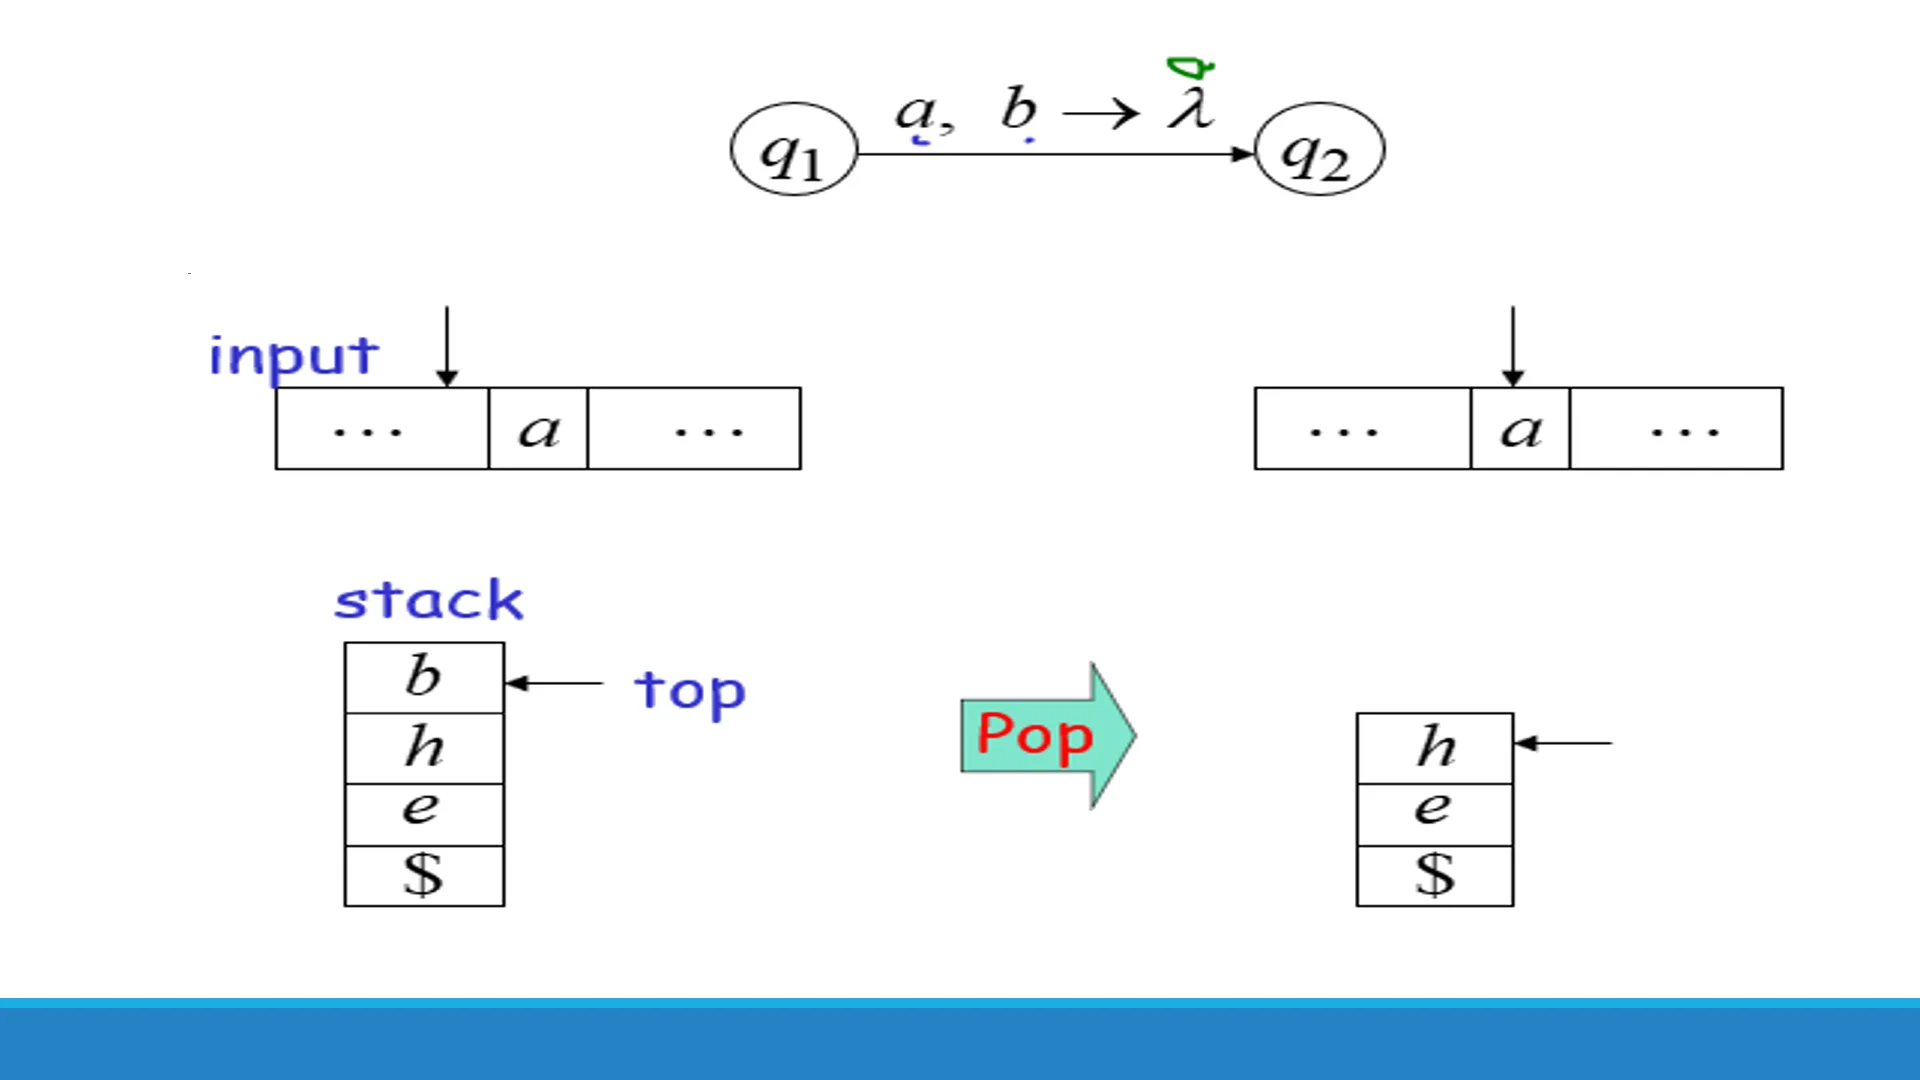 a, b → λ
q1 q2
input
... a ... ... a ...
stack
b top
Pop
h h
e e
$ $